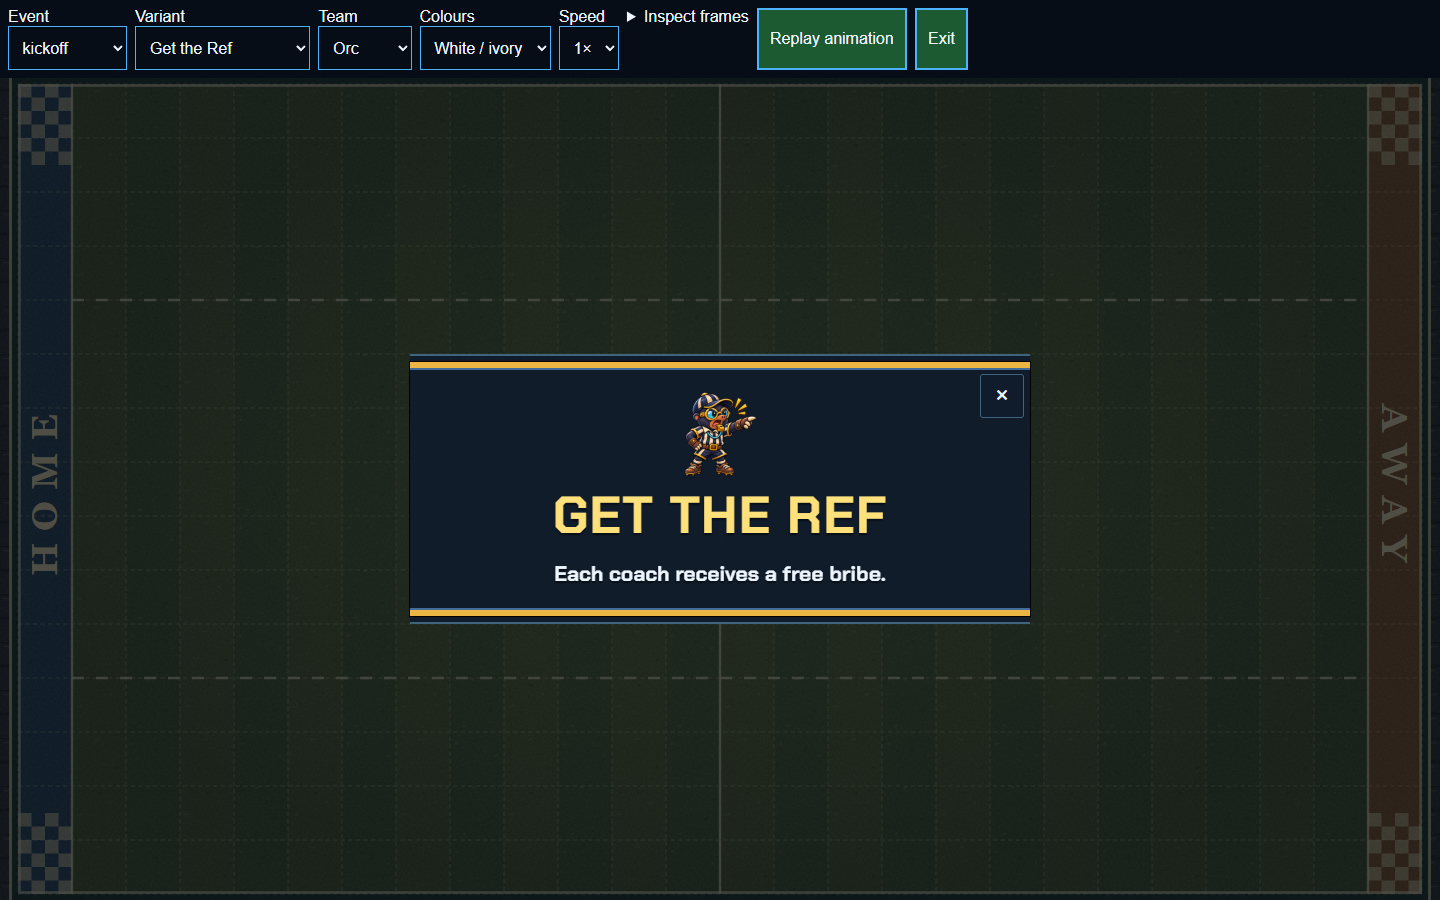 Event
Variant
Team
Colours
Speed
▶ Inspect frames
kickoff
Get the Ref
Orc
White / ivory
1×
Replay animation
Exit
HOME
AWAY
×
GET THE REF
Each coach receives a free bribe.